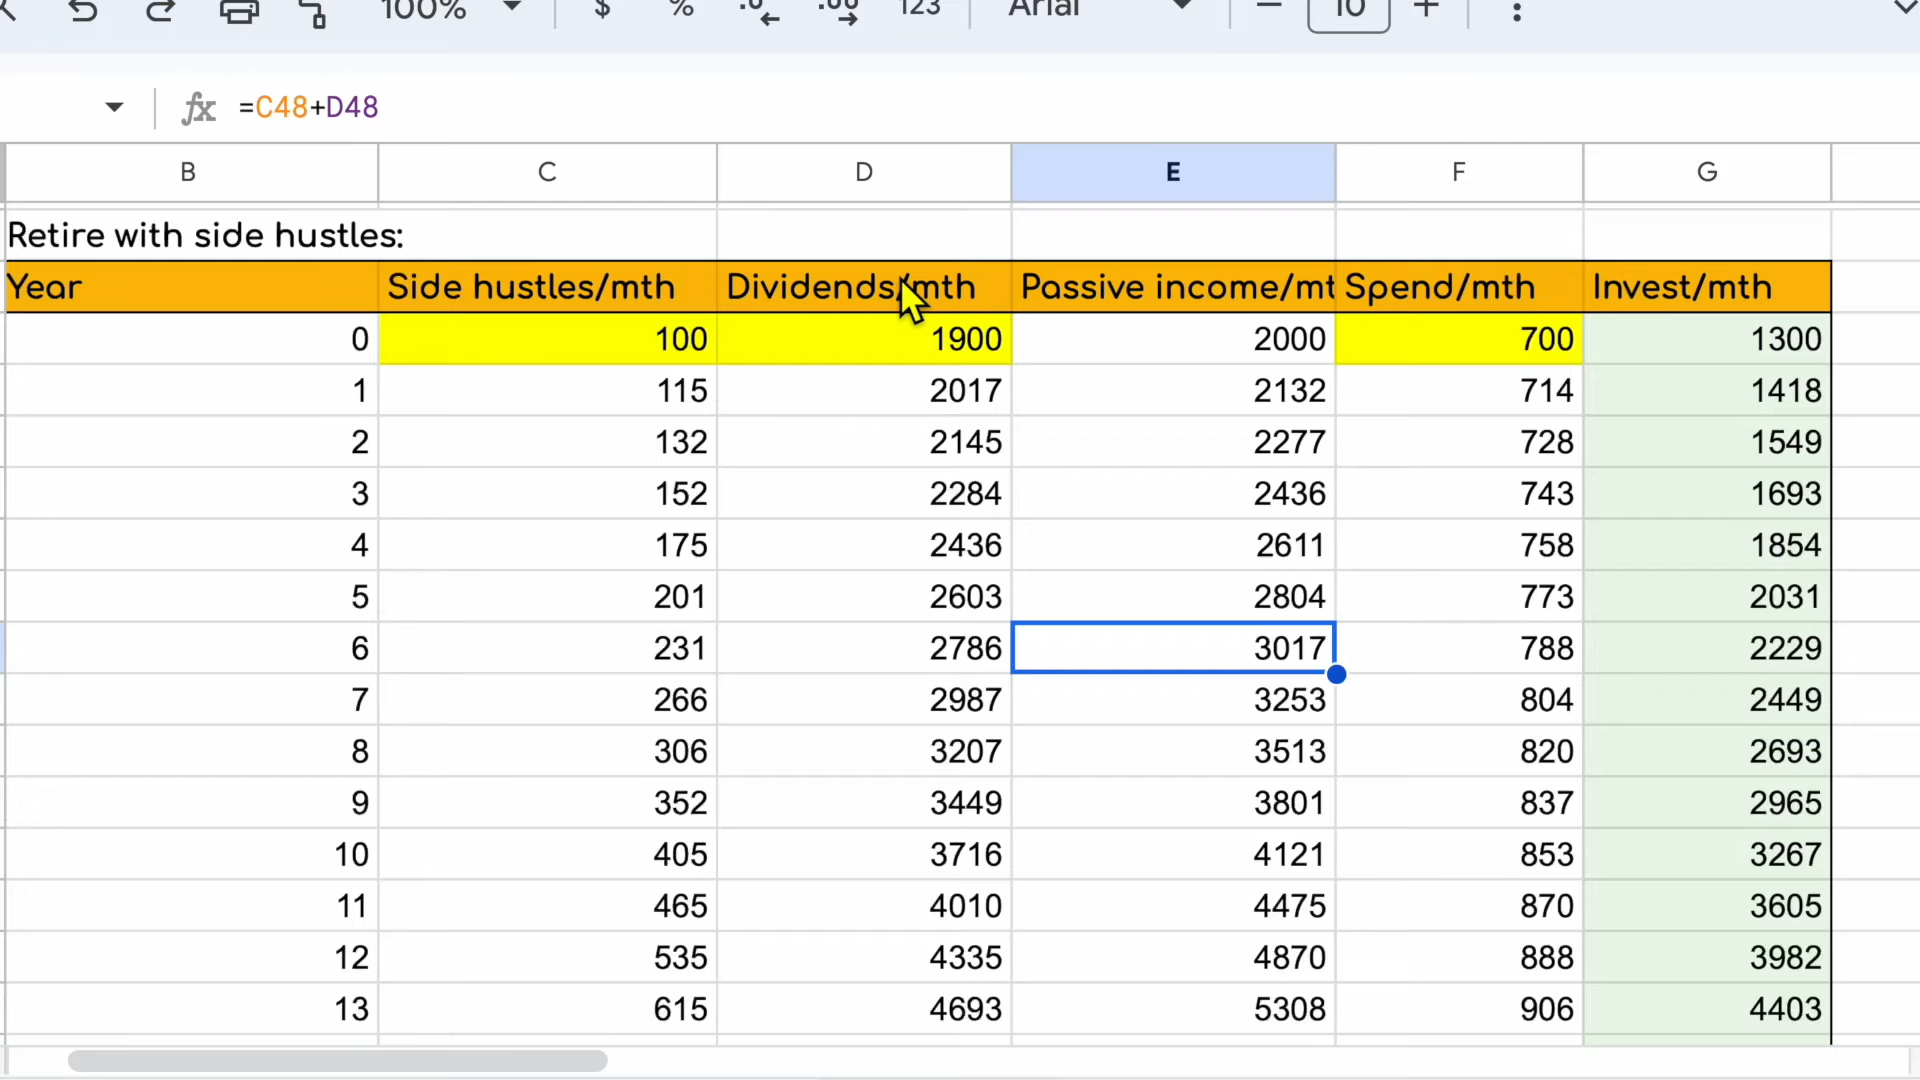 100% $ % .0 .00 123 Arial 10
=C48+D48
B C D E F G
Retire with side hustles:
Year Side hustles/mth Dividends/mth Passive income/mt Spend/mth Invest/mth
0 100 1900 2000 700 1300
1 115 2017 2132 714 1418
2 132 2145 2277 728 1549
3 152 2284 2436 743 1693
4 175 2436 2611 758 1854
5 201 2603 2804 773 2031
6 231 2786 3017 788 2229
7 266 2987 3253 804 2449
8 306 3207 3513 820 2693
9 352 3449 3801 837 2965
10 405 3716 4121 853 3267
11 465 4010 4475 870 3605
12 535 4335 4870 888 3982
13 615 4693 5308 906 4403